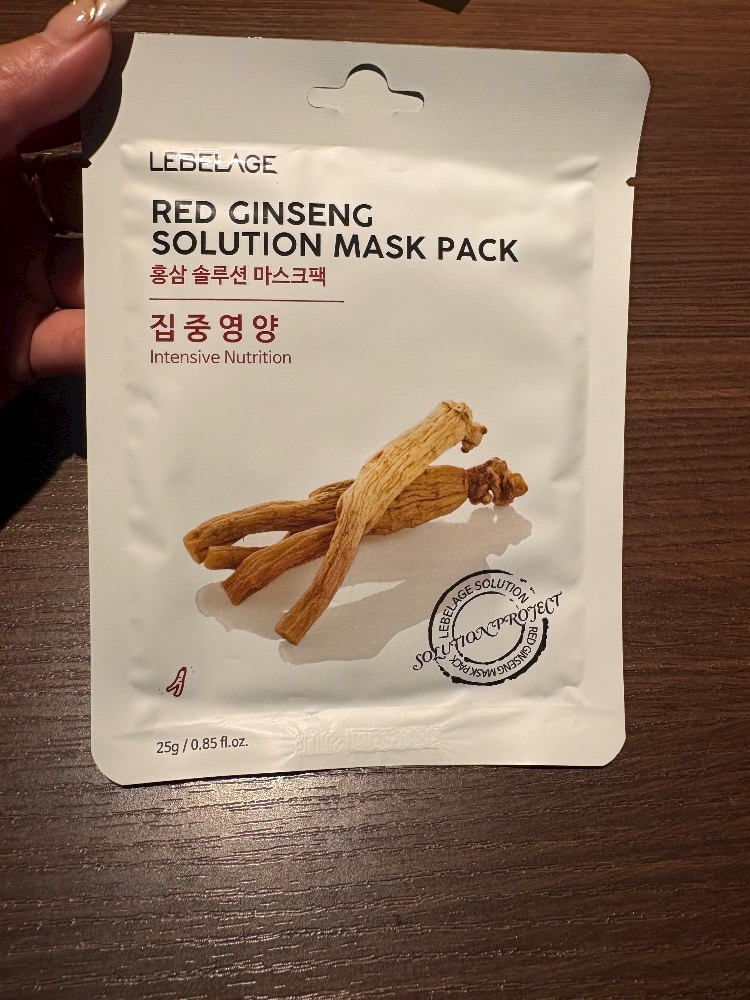 LEBELAGE
RED GINSENG
SOLUTION MASK PACK
홍삼 솔루션 마스크팩
집중영양
Intensive Nutrition
LEBELAGE SOLUTION
SOLUTION PROJECT
RED GINSENG MASK PACK
25g / 0.85 fl.oz.